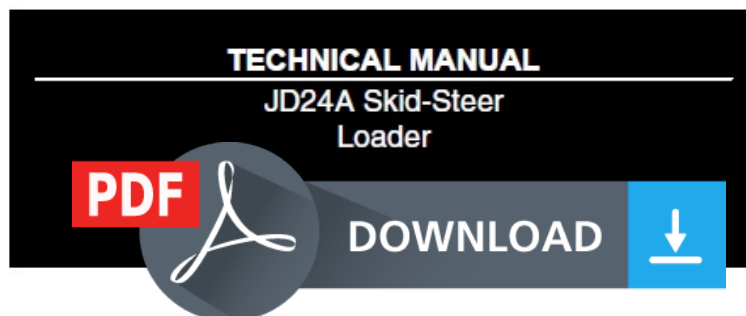 TECHNICAL MANUAL
JD24A Skid-Steer
Loader
PDF
DOWNLOAD